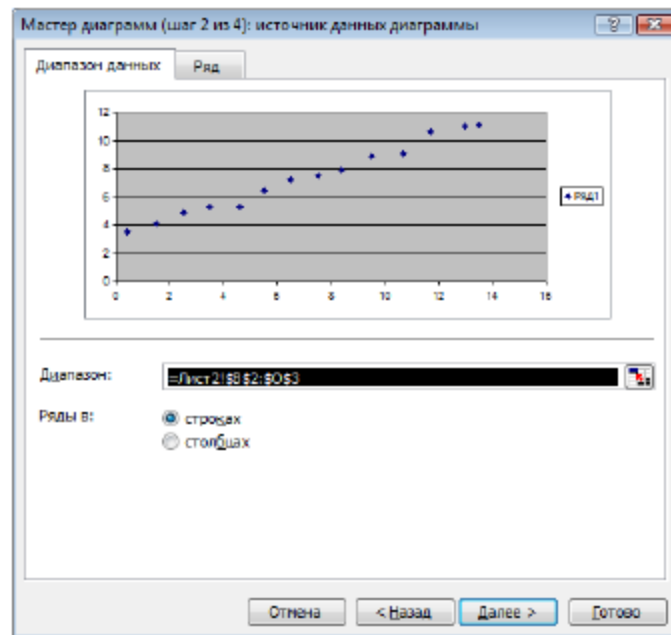 Мастер диаграмм (шаг 2 из 4): источник данных диаграммы
Диапазон данных
Ряд
12
10
8
6
4
2
0
0 2 4 6 8 10 12 14 16
РЯД1
Диапазон: =Лист2!$B$2:$O$3
Ряды в: строках
столбцах
Отмена < Назад Далее > Готово